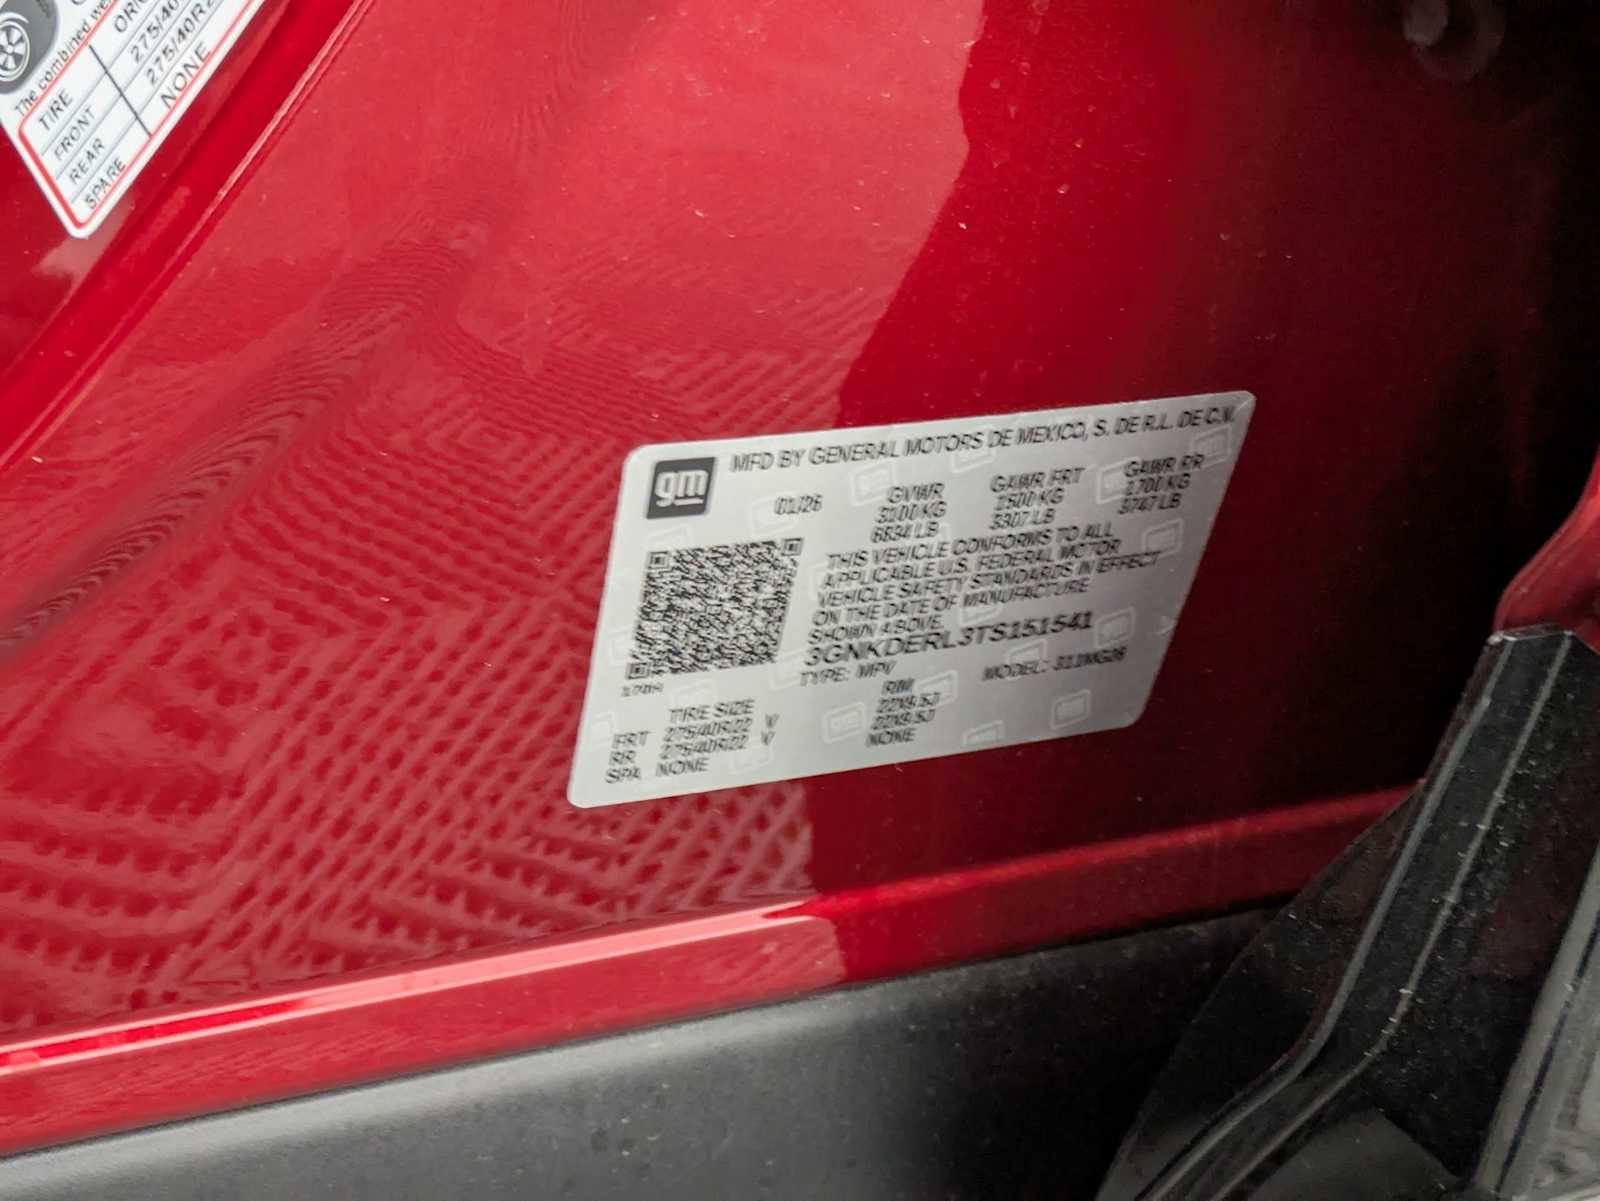 The combined we
TIRE ORIG
FRONT 275/40
REAR 275/40R2
SPARE NONE
gm
MFD BY GENERAL MOTORS DE MEXICO, S. DE R.L. DE C.V.
01/26 GVWR GAWR FRT GAWR RR
3100 KG 1500 KG 1700 KG
6834 LB 3307 LB 3747 LB
THIS VEHICLE CONFORMS TO ALL
APPLICABLE U.S. FEDERAL MOTOR
VEHICLE SAFETY STANDARDS IN EFFECT
ON THE DATE OF MANUFACTURE
SHOWN ABOVE.
3GNKDERL3TS151541
TYPE: MPV MODEL:
TIRE SIZE RIM
FRT 275/40R22 V 22X9.5J
RR 275/40R22 V 22X9.5J
SPA NONE NONE